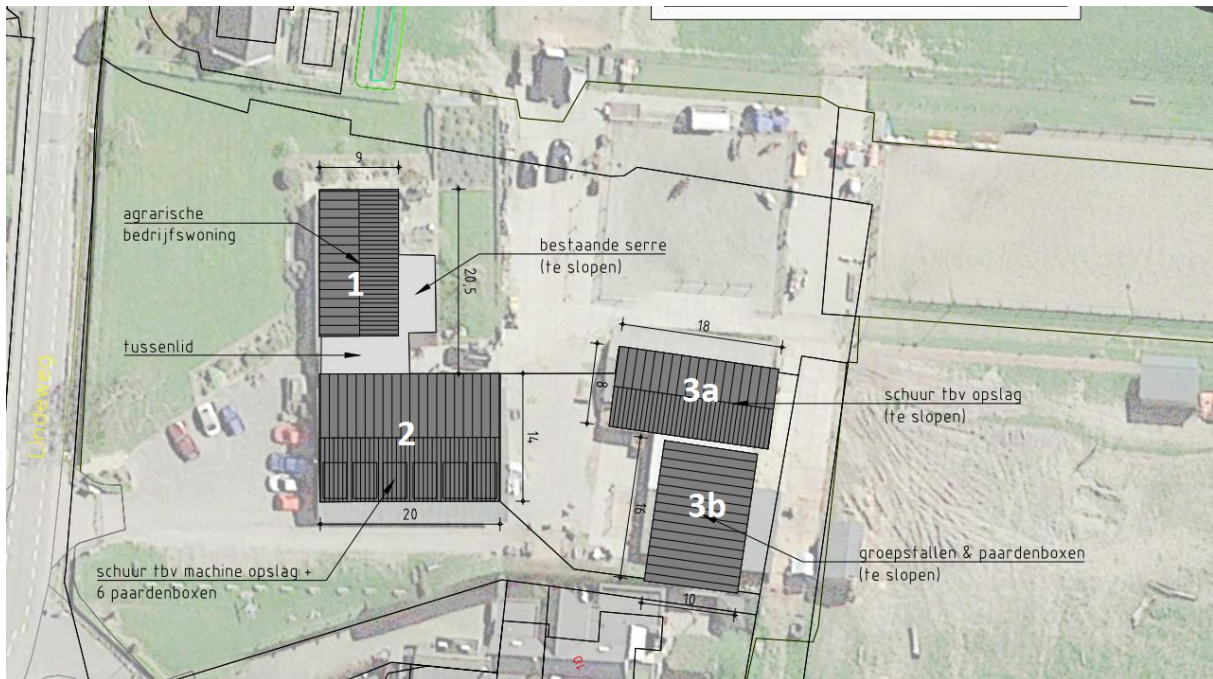 9
agrarische
bedrijfswoning
1
bestaande serre
(te slopen)
20,5
tussenlid
Lindeweg
18
8
3a
schuur tbv opslag
(te slopen)
2
14
20
16
3b
groepstallen & paardenboxen
(te slopen)
schuur tbv machine opslag +
6 paardenboxen
10
10